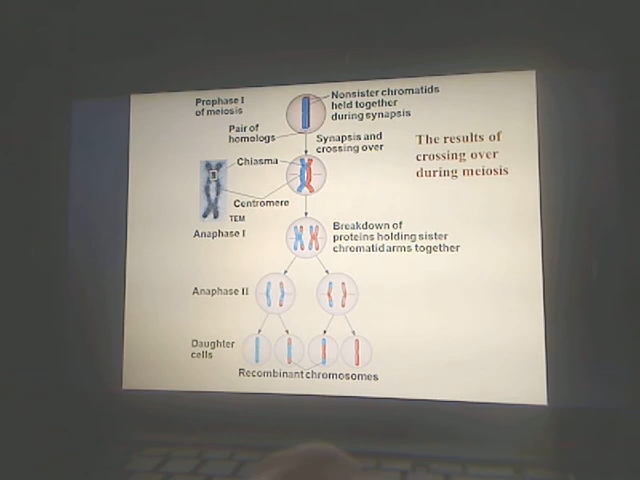 Prophase I
of meiosis
Nonsister chromatids
held together
during synapsis
Pair of
homologs
Synapsis and
crossing over
The results of
crossing over
during meiosis
Chiasma
Centromere
TEM
Anaphase I
Breakdown of
proteins holding sister
chromatid arms together
Anaphase II
Daughter
cells
Recombinant chromosomes